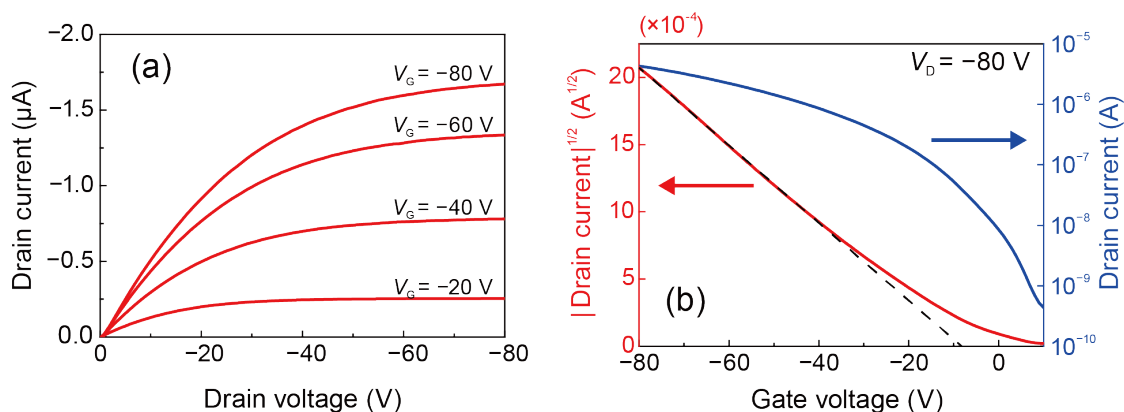 −2.0
−1.5
−1.0
−0.5
0.0
Drain current (µA)
(a)
VG = −80 V
VG = −60 V
VG = −40 V
VG = −20 V
0
−20
−40
−60
−80
Drain voltage (V)
(×10-4)
20
15
10
5
0
|Drain current|1/2 (A1/2)
(b)
VD = −80 V
10−5
10−6
10−7
10−8
10−9
10−10
Drain current (A)
−80
−60
−40
−20
0
Gate voltage (V)